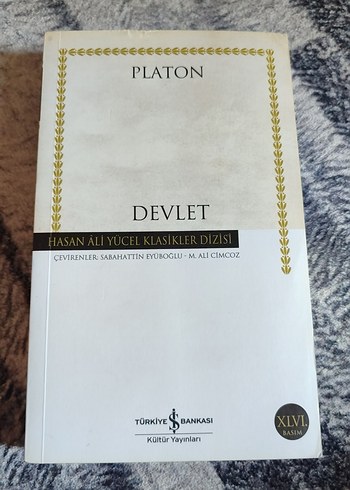 PLATON
DEVLET
HASAN ÂLİ YÜCEL KLASİKLER DİZİSİ
ÇEVİRENLER: SABAHATTİN EYÜBOĞLU - M. ALİ CİMCOZ
TÜRKİYE İŞ BANKASI
Kültür Yayınları
XLVI.
BASIM